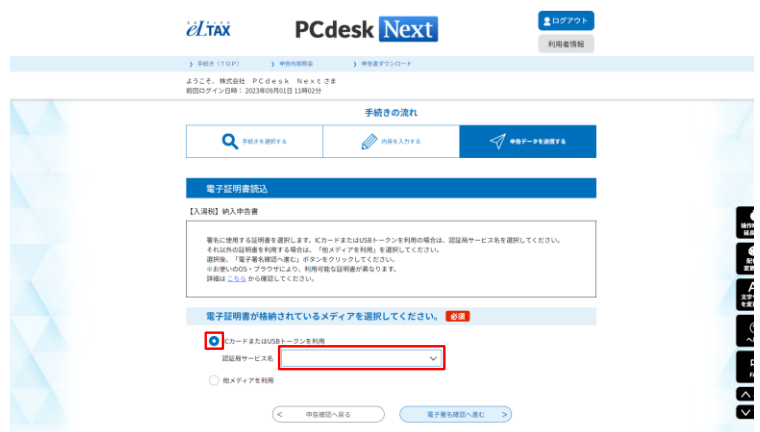 eLTAX
PCdesk Next
ログアウト
利用者情報
手続き（TOP） 申告内容照会 申告書ダウンロード
ようこそ、株式会社 PCdesk Nextさま
前回ログイン日時：2023年09月01日 11時02分
手続きの流れ
手続きを選択する 内容を入力する 申告データを送信する
電子証明書読込
【入湯税】納入申告書
署名に使用する証明書を選択します。ICカードまたはUSBトークンを利用の場合は、認証局サービス名を選択してください。
それ以外の証明書を利用する場合は、「他メディアを利用」を選択してください。
選択後、「電子署名確認へ進む」ボタンをクリックしてください。
※お使いのOS・ブラウザにより、利用可能な証明書が異なります。
詳細は こちら から確認してください。
電子証明書が格納されているメディアを選択してください。 必須
ICカードまたはUSBトークンを利用
認証局サービス名
他メディアを利用
< 申告確認へ戻る 電子署名確認へ進む >